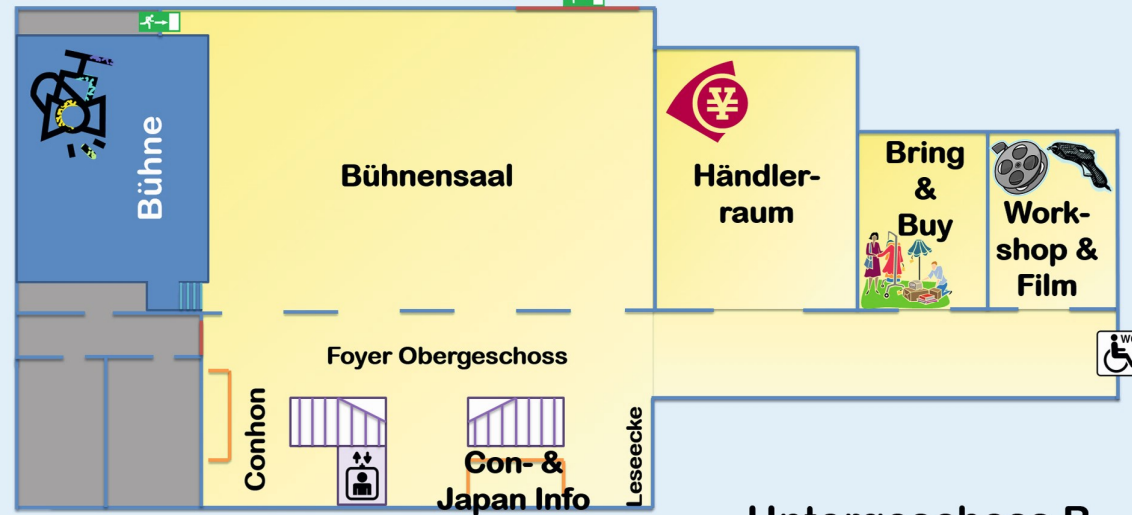 Bühne
Bühnensaal
Händler-
raum
Bring
&
Buy
Work-
shop &
Film
Foyer Obergeschoss
Conhon
Con- &
Japan Info
Leseecke
¥